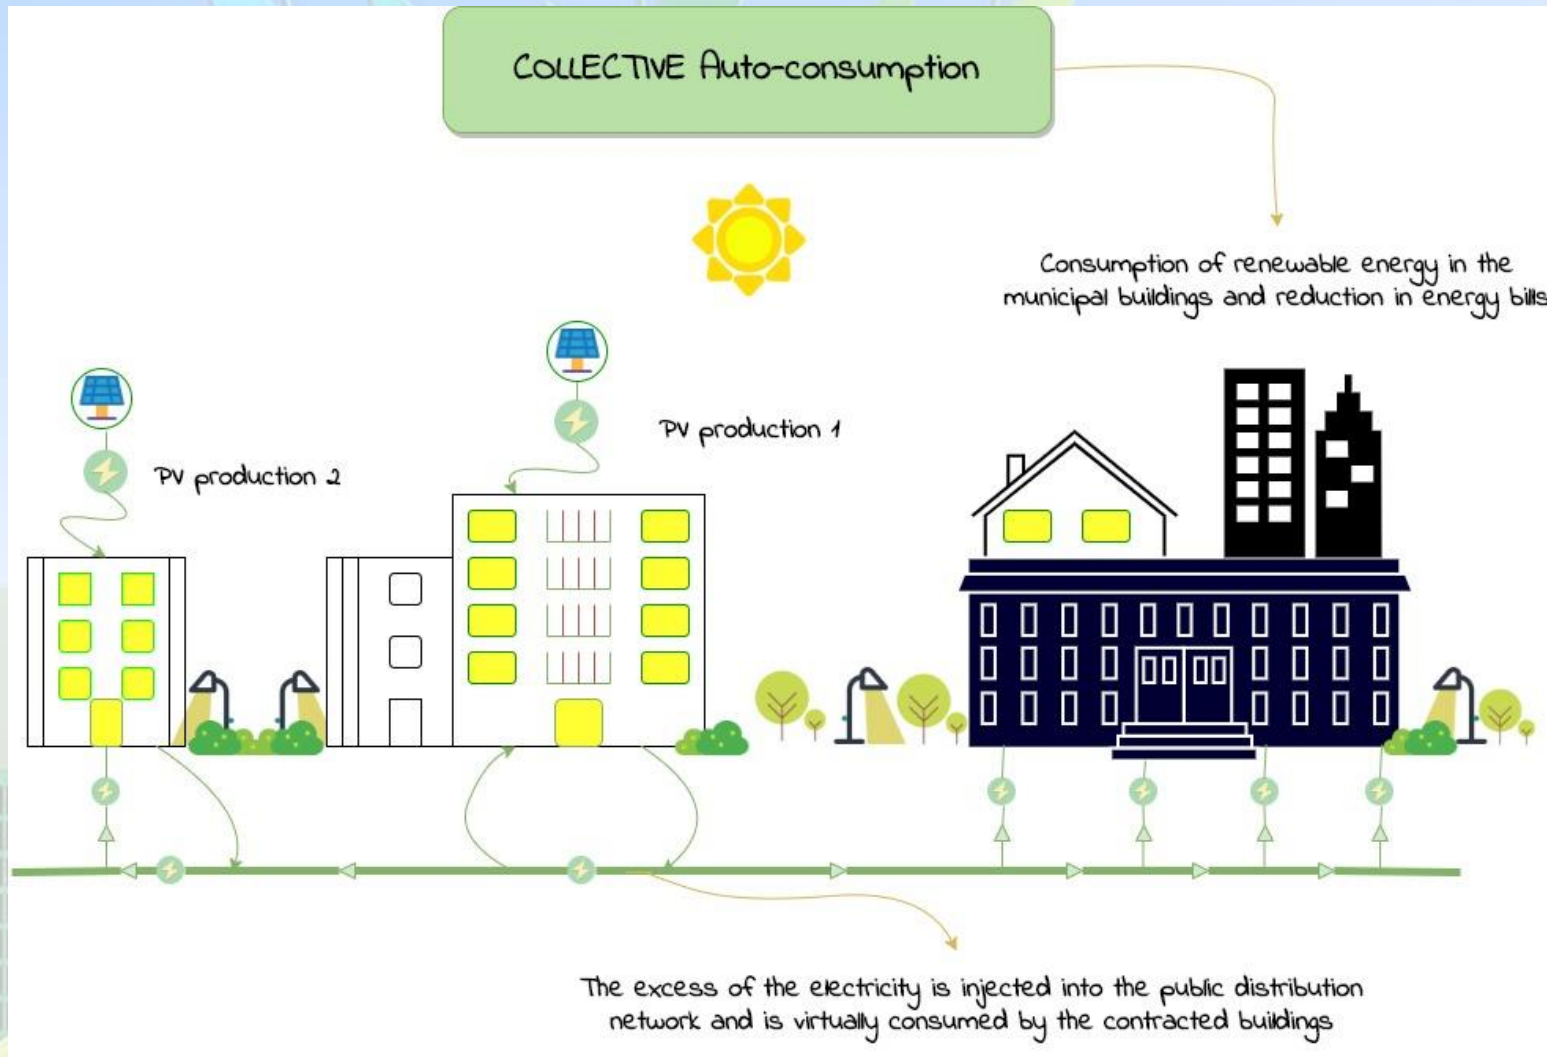 COLLECTIVE Auto-consumption
Consumption of renewable energy in the
municipal buildings and reduction in energy bills
PV production 1
PV production 2
The excess of the electricity is injected into the public distribution
network and is virtually consumed by the contracted buildings